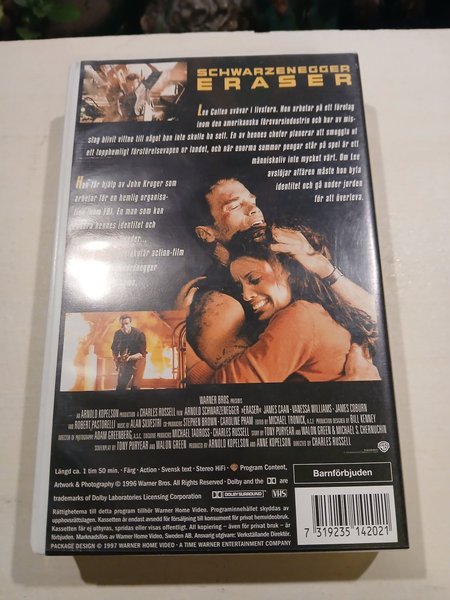 SCHWARZENEGGER
ERASER
Lee Cullen svävar i livsfara. Hon arbetar på ett företag
inom den amerikanska försvarsindustrin och har av mis-
stag blivit vittne till något hon inte skulle ha sett. En av hennes chefer planerar att smuggla ut
ett topphemligt förstörelsevapen ur landet, och när enorma summor pengar står på spel är ett
människoliv inte mycket värt. Om Lee
avslöjar affären måste hon byta
identitet och gå under jorden
för att överleva.
Hon får hjälp av John Kruger som
arbetar för en hemlig organisa-
tion inom FBI. En man som kan
hennes identitet och
action-film
WARNER BROS. PRESENTS
AN ARNOLD KOPELSON PRODUCTION A CHARLES RUSSELL FILM ARNOLD SCHWARZENEGGER »ERASER« JAMES CAAN · VANESSA WILLIAMS · JAMES COBURN
AND ROBERT PASTORELLI MUSIC BY ALAN SILVESTRI CO-PRODUCERS STEPHEN BROWN · CAROLINE PHAM EDITED BY MICHAEL TRONICK, A.C.E. PRODUCTION DESIGNER BILL KENNEY
DIRECTOR OF PHOTOGRAPHY ADAM GREENBERG, A.S.C. EXECUTIVE PRODUCERS MICHAEL TADROSS · CHARLES RUSSELL STORY BY TONY PURYEAR AND WALON GREEN & MICHAEL S. CHERNUCHIN
SCREENPLAY BY TONY PURYEAR AND WALON GREEN PRODUCED BY ARNOLD KOPELSON AND ANNE KOPELSON DIRECTED BY CHARLES RUSSELL
Längd ca. 1 tim 50 min. · Färg · Action · Svensk text · Stereo HiFi · Program Content,
Artwork & Photography © 1996 Warner Bros. All Rights Reserved · Dolby and the DD are
trademarks of Dolby Laboratories Licensing Corporation DOLBY SURROUND VHS
Barnförbjuden
Rättigheterna till detta program tillhör Warner Home Video. Programinnehållet skyddas av
upphovsrättslagen. Kassetten är endast avsedd för försäljning till konsument för privat hemvideobruk.
Kassetten får ej uthyras, spridas eller visas offentligt. All kopiering – även för privat bruk – är
förbjuden. Marknadsförs av Warner Home Video, Sweden AB. Ansvarig utgivare: Verkställande Direktör.
PACKAGE DESIGN © 1997 WARNER HOME VIDEO - A TIME WARNER ENTERTAINMENT COMPANY
7 319235 142021